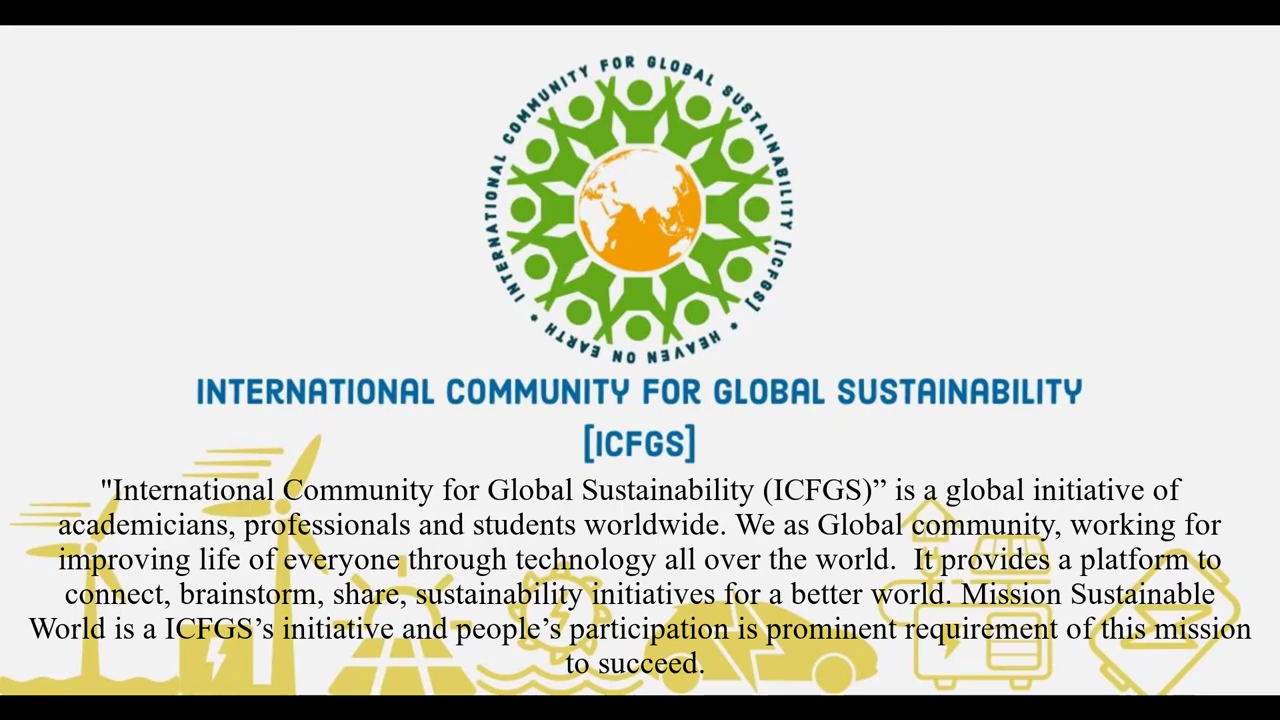 INTERNATIONAL COMMUNITY FOR GLOBAL SUSTAINABILITY [ICFGS]
* HEAVEN ON EARTH *
INTERNATIONAL COMMUNITY FOR GLOBAL SUSTAINABILITY
[ICFGS]
"International Community for Global Sustainability (ICFGS)” is a global initiative of
academicians, professionals and students worldwide. We as Global community, working for
improving life of everyone through technology all over the world.  It provides a platform to
connect, brainstorm, share, sustainability initiatives for a better world. Mission Sustainable
World is a ICFGS’s initiative and people’s participation is prominent requirement of this mission
to succeed.